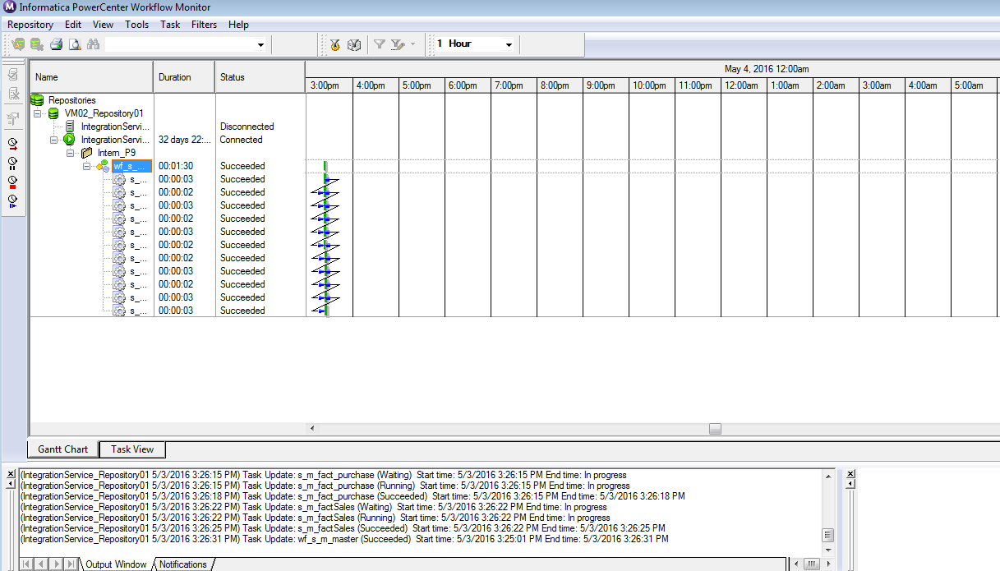 Informatica PowerCenter Workflow Monitor
Repository Edit View Tools Task Filters Help
1 Hour
Name Duration Status May 4, 2016 12:00am
3:00pm 4:00pm 5:00pm 6:00pm 7:00pm 8:00pm 9:00pm 10:00pm 11:00pm 12:00am 1:00am 2:00am 3:00am 4:00am 5:00am
Repositories
VM02_Repository01
IntegrationServi... Disconnected
IntegrationServi... 32 days 22:... Connected
Intern_P9
wf_s_... 00:01:30 Succeeded
s_... 00:00:03 Succeeded
s_... 00:00:02 Succeeded
s_... 00:00:03 Succeeded
s_... 00:00:02 Succeeded
s_... 00:00:03 Succeeded
s_... 00:00:02 Succeeded
s_... 00:00:02 Succeeded
s_... 00:00:03 Succeeded
s_... 00:00:02 Succeeded
s_... 00:00:03 Succeeded
s_... 00:00:03 Succeeded
Gantt Chart Task View
(IntegrationService_Repository01 5/3/2016 3:26:15 PM) Task Update: s_m_fact_purchase (Waiting) Start time: 5/3/2016 3:26:15 PM End time: In progress
(IntegrationService_Repository01 5/3/2016 3:26:15 PM) Task Update: s_m_fact_purchase (Running) Start time: 5/3/2016 3:26:15 PM End time: In progress
(IntegrationService_Repository01 5/3/2016 3:26:18 PM) Task Update: s_m_fact_purchase (Succeeded) Start time: 5/3/2016 3:26:15 PM End time: 5/3/2016 3:26:18 PM
(IntegrationService_Repository01 5/3/2016 3:26:22 PM) Task Update: s_m_factSales (Waiting) Start time: 5/3/2016 3:26:22 PM End time: In progress
(IntegrationService_Repository01 5/3/2016 3:26:22 PM) Task Update: s_m_factSales (Running) Start time: 5/3/2016 3:26:22 PM End time: In progress
(IntegrationService_Repository01 5/3/2016 3:26:25 PM) Task Update: s_m_factSales (Succeeded) Start time: 5/3/2016 3:26:22 PM End time: 5/3/2016 3:26:25 PM
(IntegrationService_Repository01 5/3/2016 3:26:31 PM) Task Update: wf_s_m_master (Succeeded) Start time: 5/3/2016 3:25:01 PM End time: 5/3/2016 3:26:31 PM
Output Window Notifications